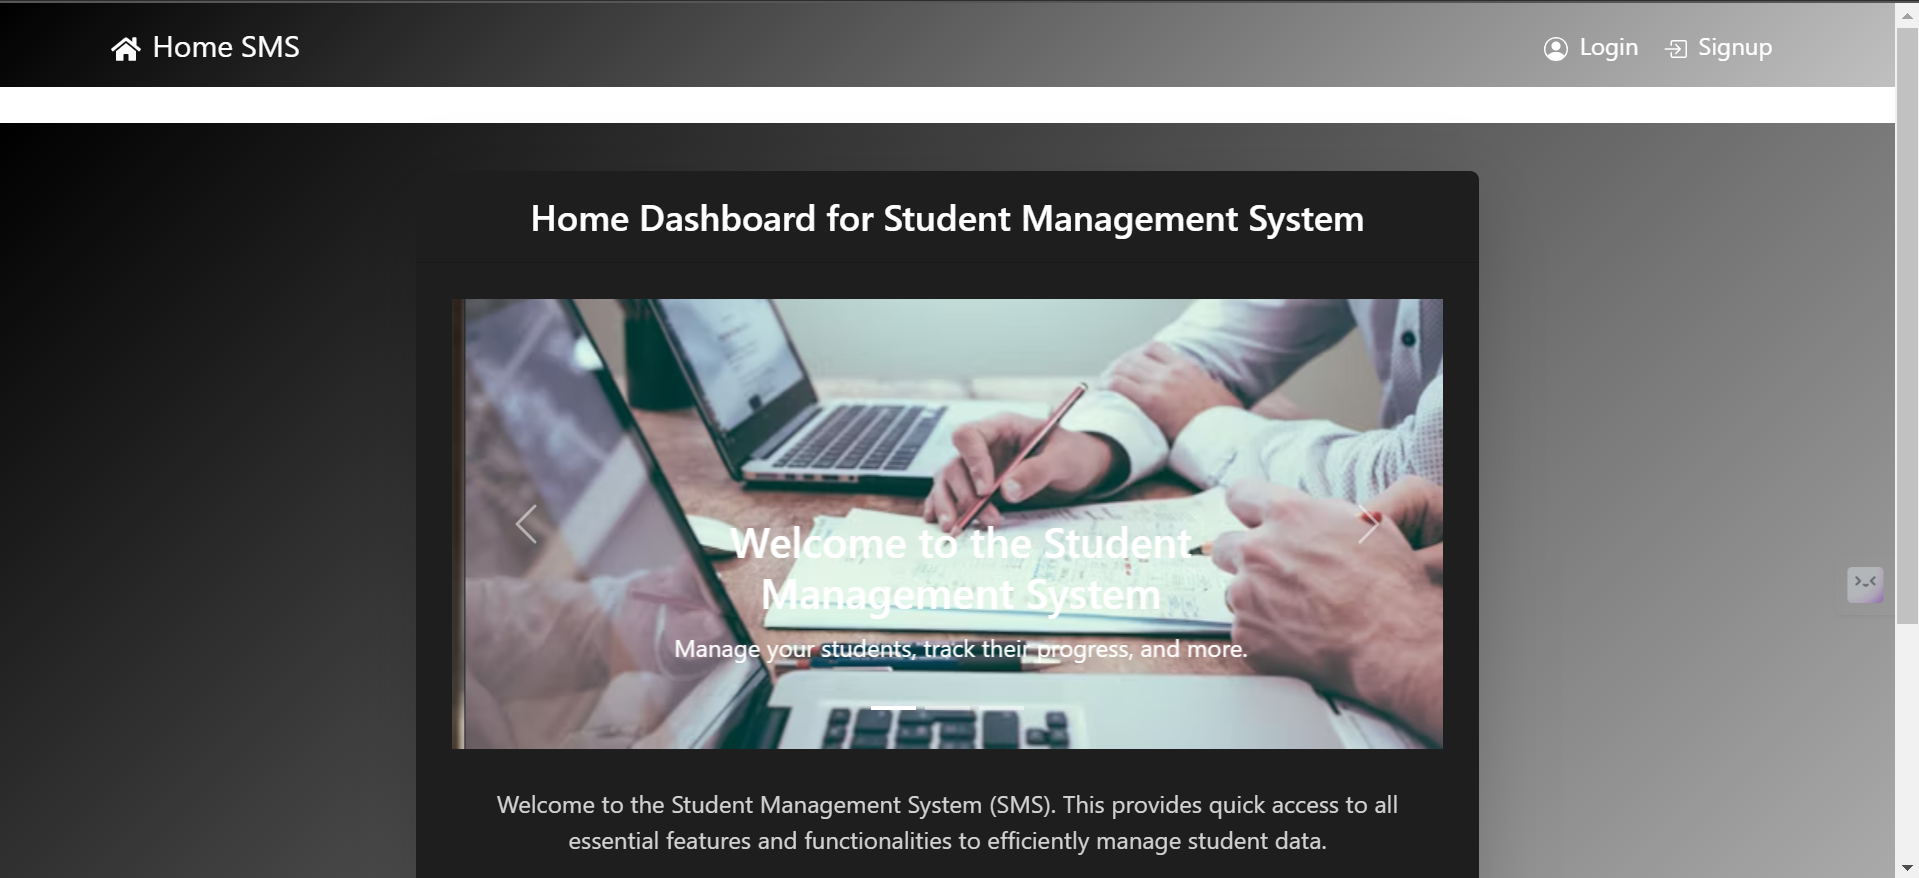 Home SMS
Login
Signup
Home Dashboard for Student Management System
Welcome to the Student
Management System
Manage your students, track their progress, and more.
Welcome to the Student Management System (SMS). This provides quick access to all
essential features and functionalities to efficiently manage student data.